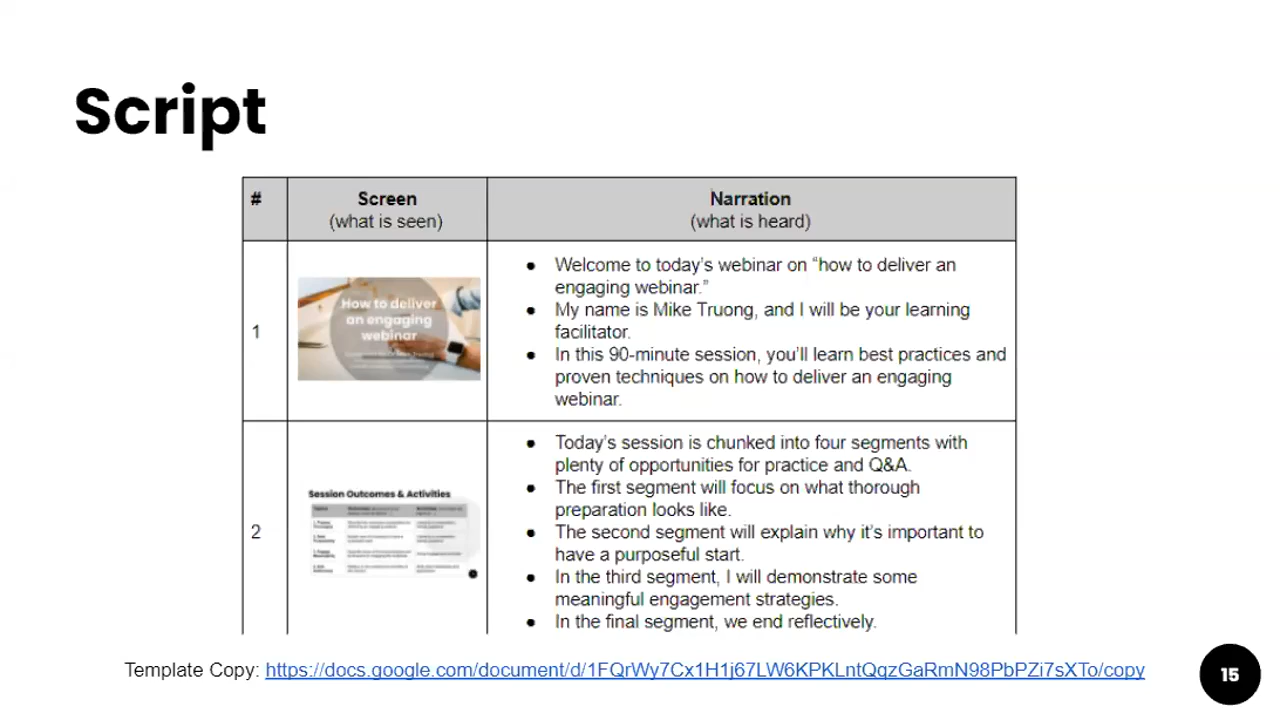 Script
#
Screen
(what is seen)
Narration
(what is heard)
1
How to deliver
an engaging
webinar
● Welcome to today's webinar on “how to deliver an
engaging webinar.”
● My name is Mike Truong, and I will be your learning
facilitator.
● In this 90-minute session, you'll learn best practices and
proven techniques on how to deliver an engaging
webinar.
2
Session Outcomes & Activities
● Today's session is chunked into four segments with
plenty of opportunities for practice and Q&A.
● The first segment will focus on what thorough
preparation looks like.
● The second segment will explain why it's important to
have a purposeful start.
● In the third segment, I will demonstrate some
meaningful engagement strategies.
● In the final segment, we end reflectively.
Template Copy: https://docs.google.com/document/d/1FQrWy7Cx1H1j67LW6KPKLntQqzGaRmN98PbPZi7sXTo/copy
15